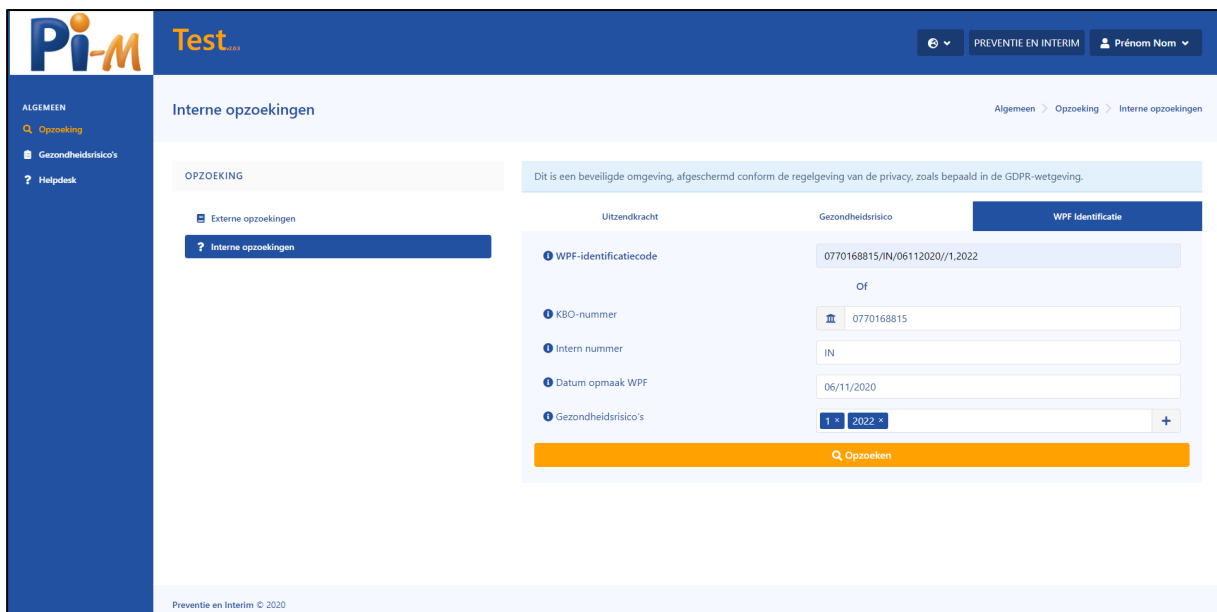 Pi-M
Test v2.0.3
PREVENTIE EN INTERIM
Prénom Nom
ALGEMEEN
Opzoeking
Gezondheidsrisico's
Helpdesk
Interne opzoekingen
Algemeen > Opzoeking > Interne opzoekingen
OPZOEKING
Externe opzoekingen
Interne opzoekingen
Dit is een beveiligde omgeving, afgeschermd conform de regelgeving van de privacy, zoals bepaald in de GDPR-wetgeving.
Uitzendkracht Gezondheidsrisico WPF Identificatie
WPF-identificatiecode 0770168815/IN/06112020//1,2022
Of
KBO-nummer 0770168815
Intern nummer IN
Datum opmaak WPF 06/11/2020
Gezondheidsrisico's 1 × 2022 × +
Opzoeken
Preventie en Interim © 2020